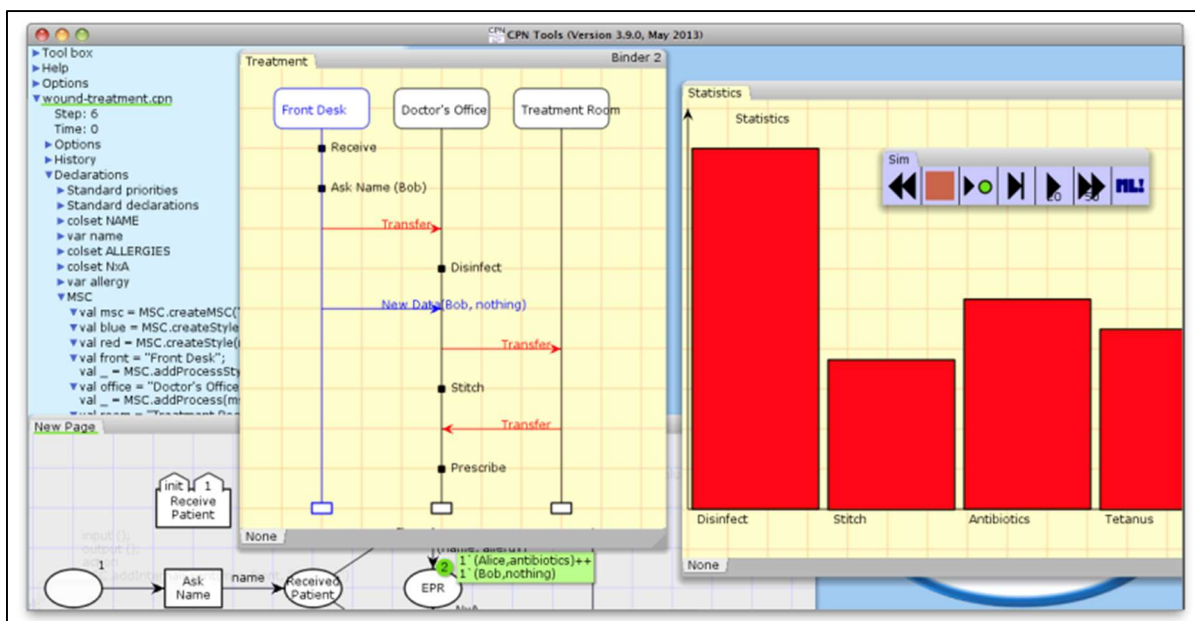 CPN Tools (Version 3.9.0, May 2013)
Tool box
Help
Options
wound-treatment.cpn
Step: 6
Time: 0
Options
History
Declarations
Standard priorities
Standard declarations
colset NAME
var name
colset ALLERGIES
colset NxA
var allergy
MSC
val msc = MSC.createMSC("
val blue = MSC.createStyle
val red = MSC.createStyle(
val front = "Front Desk";
val _ = MSC.addProcessSty
val office = "Doctor's Office
val _ = MSC.addProcess(m
Treatment
Binder 2
Front Desk
Doctor's Office
Treatment Room
Receive
Ask Name (Bob)
Transfer
Disinfect
New Data(Bob, nothing)
Transfer
Stitch
Transfer
Prescribe
None
Statistics
Statistics
Sim
ML!
Disinfect
Stitch
Antibiotics
Tetanus
None
New Page
init
1
Receive
Patient
input ();
output ();
1
Ask
Name
name
Received
Patient
EPR
2
1`(Alice,antibiotics)++
1`(Bob,nothing)
NxA